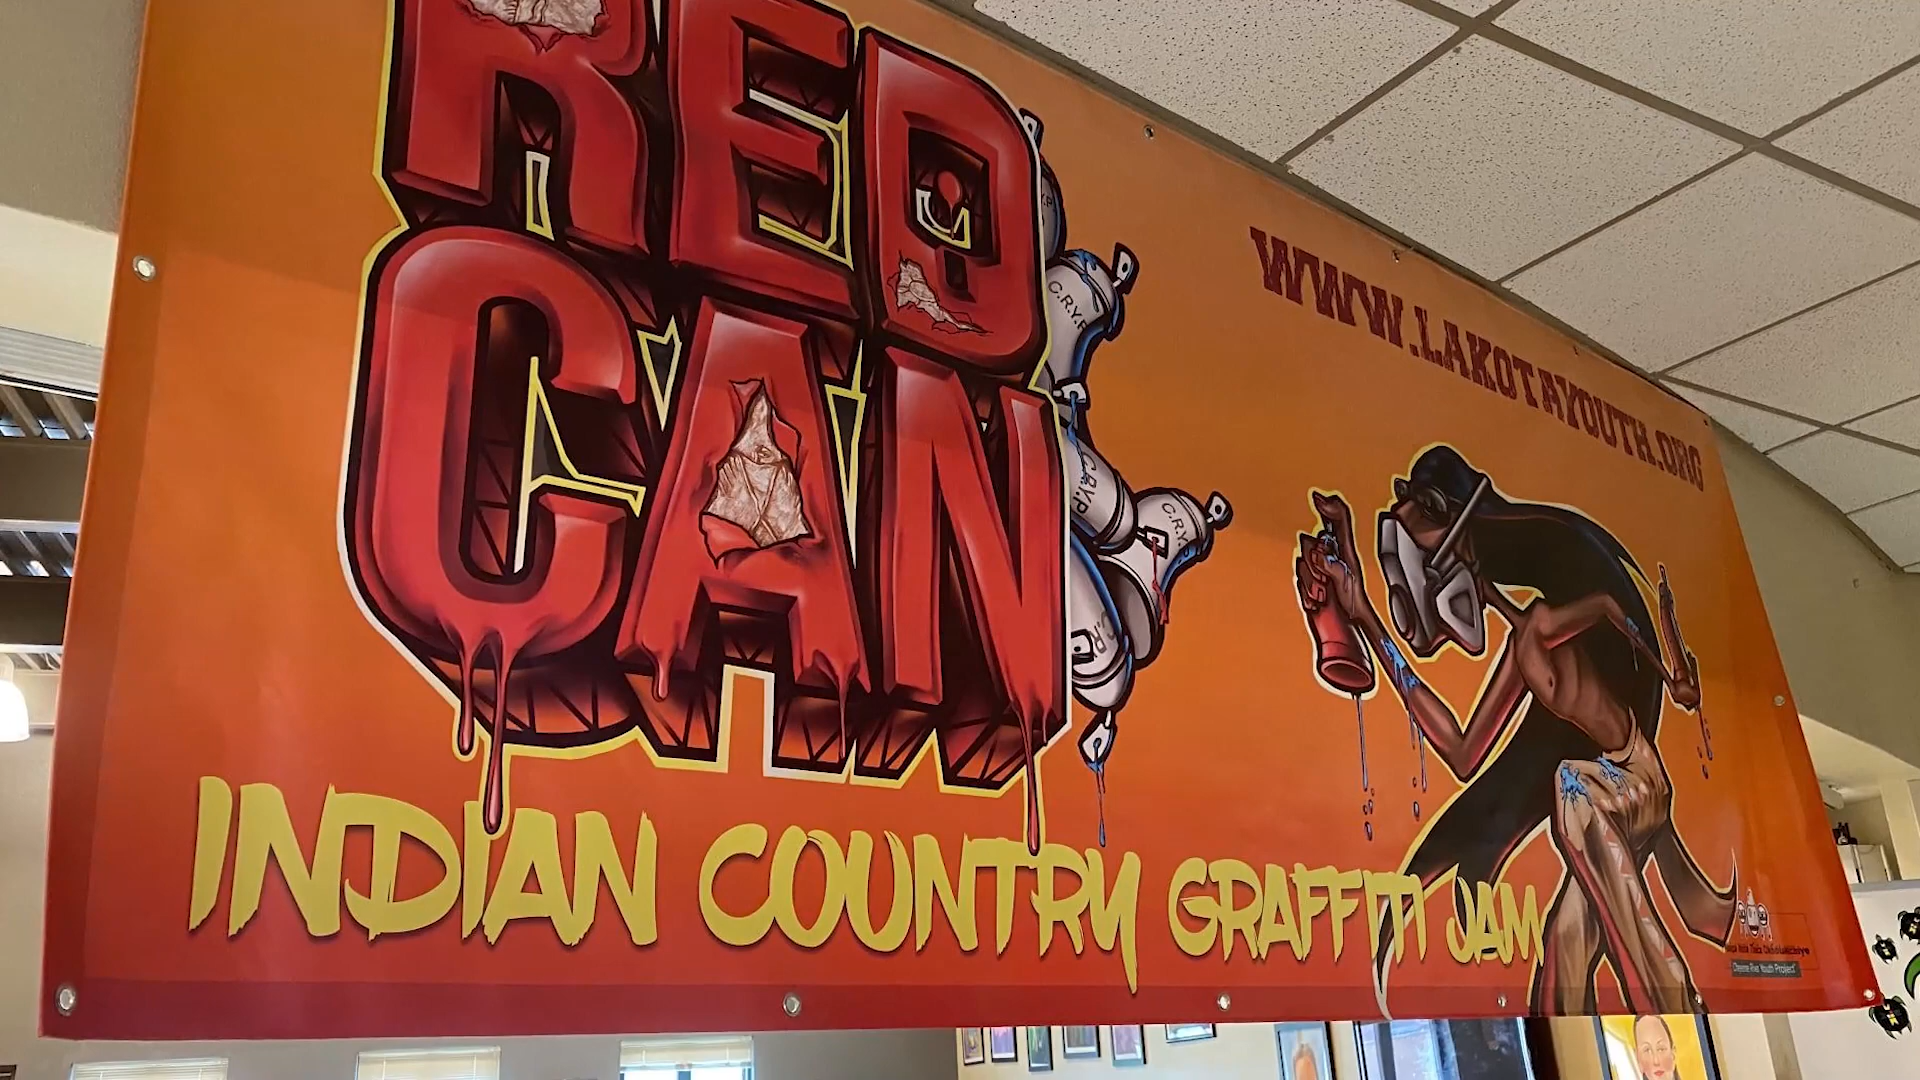 RED
CAN
INDIAN COUNTRY GRAFFITI JAM
WWW.LAKOTAYOUTH.ORG
C.R.Y.P
C.R.Y.P
C.R.Y.
Cheyenne River Youth Project